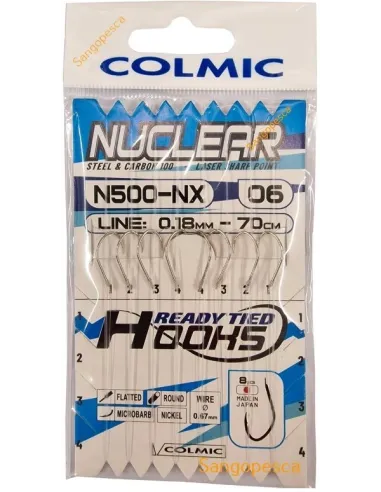 Sangopesca
COLMIC
NUCLEAR
STEEL & CARBON 100 LASER SHARP POINT
N500-NX 06
LINE: 0.18MM - 70CM
1 2 3 4 4 3 2 1
READY TIED
HOOKS
1
2
3
4
1
2
3
4
FLATTED ROUND WIRE
Ø
0.67mm
MICROBARB NICKEL
8 pcs
MADE IN
JAPAN
COLMIC
Sangopesca